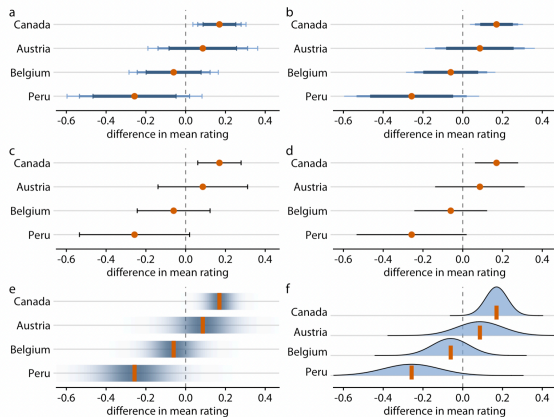 a
Canada
Austria
Belgium
Peru
-0.6 -0.4 -0.2 0.0 0.2 0.4
difference in mean rating
b
Canada
Austria
Belgium
Peru
-0.6 -0.4 -0.2 0.0 0.2 0.4
difference in mean rating
c
Canada
Austria
Belgium
Peru
-0.6 -0.4 -0.2 0.0 0.2 0.4
difference in mean rating
d
Canada
Austria
Belgium
Peru
-0.6 -0.4 -0.2 0.0 0.2 0.4
difference in mean rating
e
Canada
Austria
Belgium
Peru
-0.6 -0.4 -0.2 0.0 0.2 0.4
difference in mean rating
f
Canada
Austria
Belgium
Peru
-0.6 -0.4 -0.2 0.0 0.2 0.4
difference in mean rating